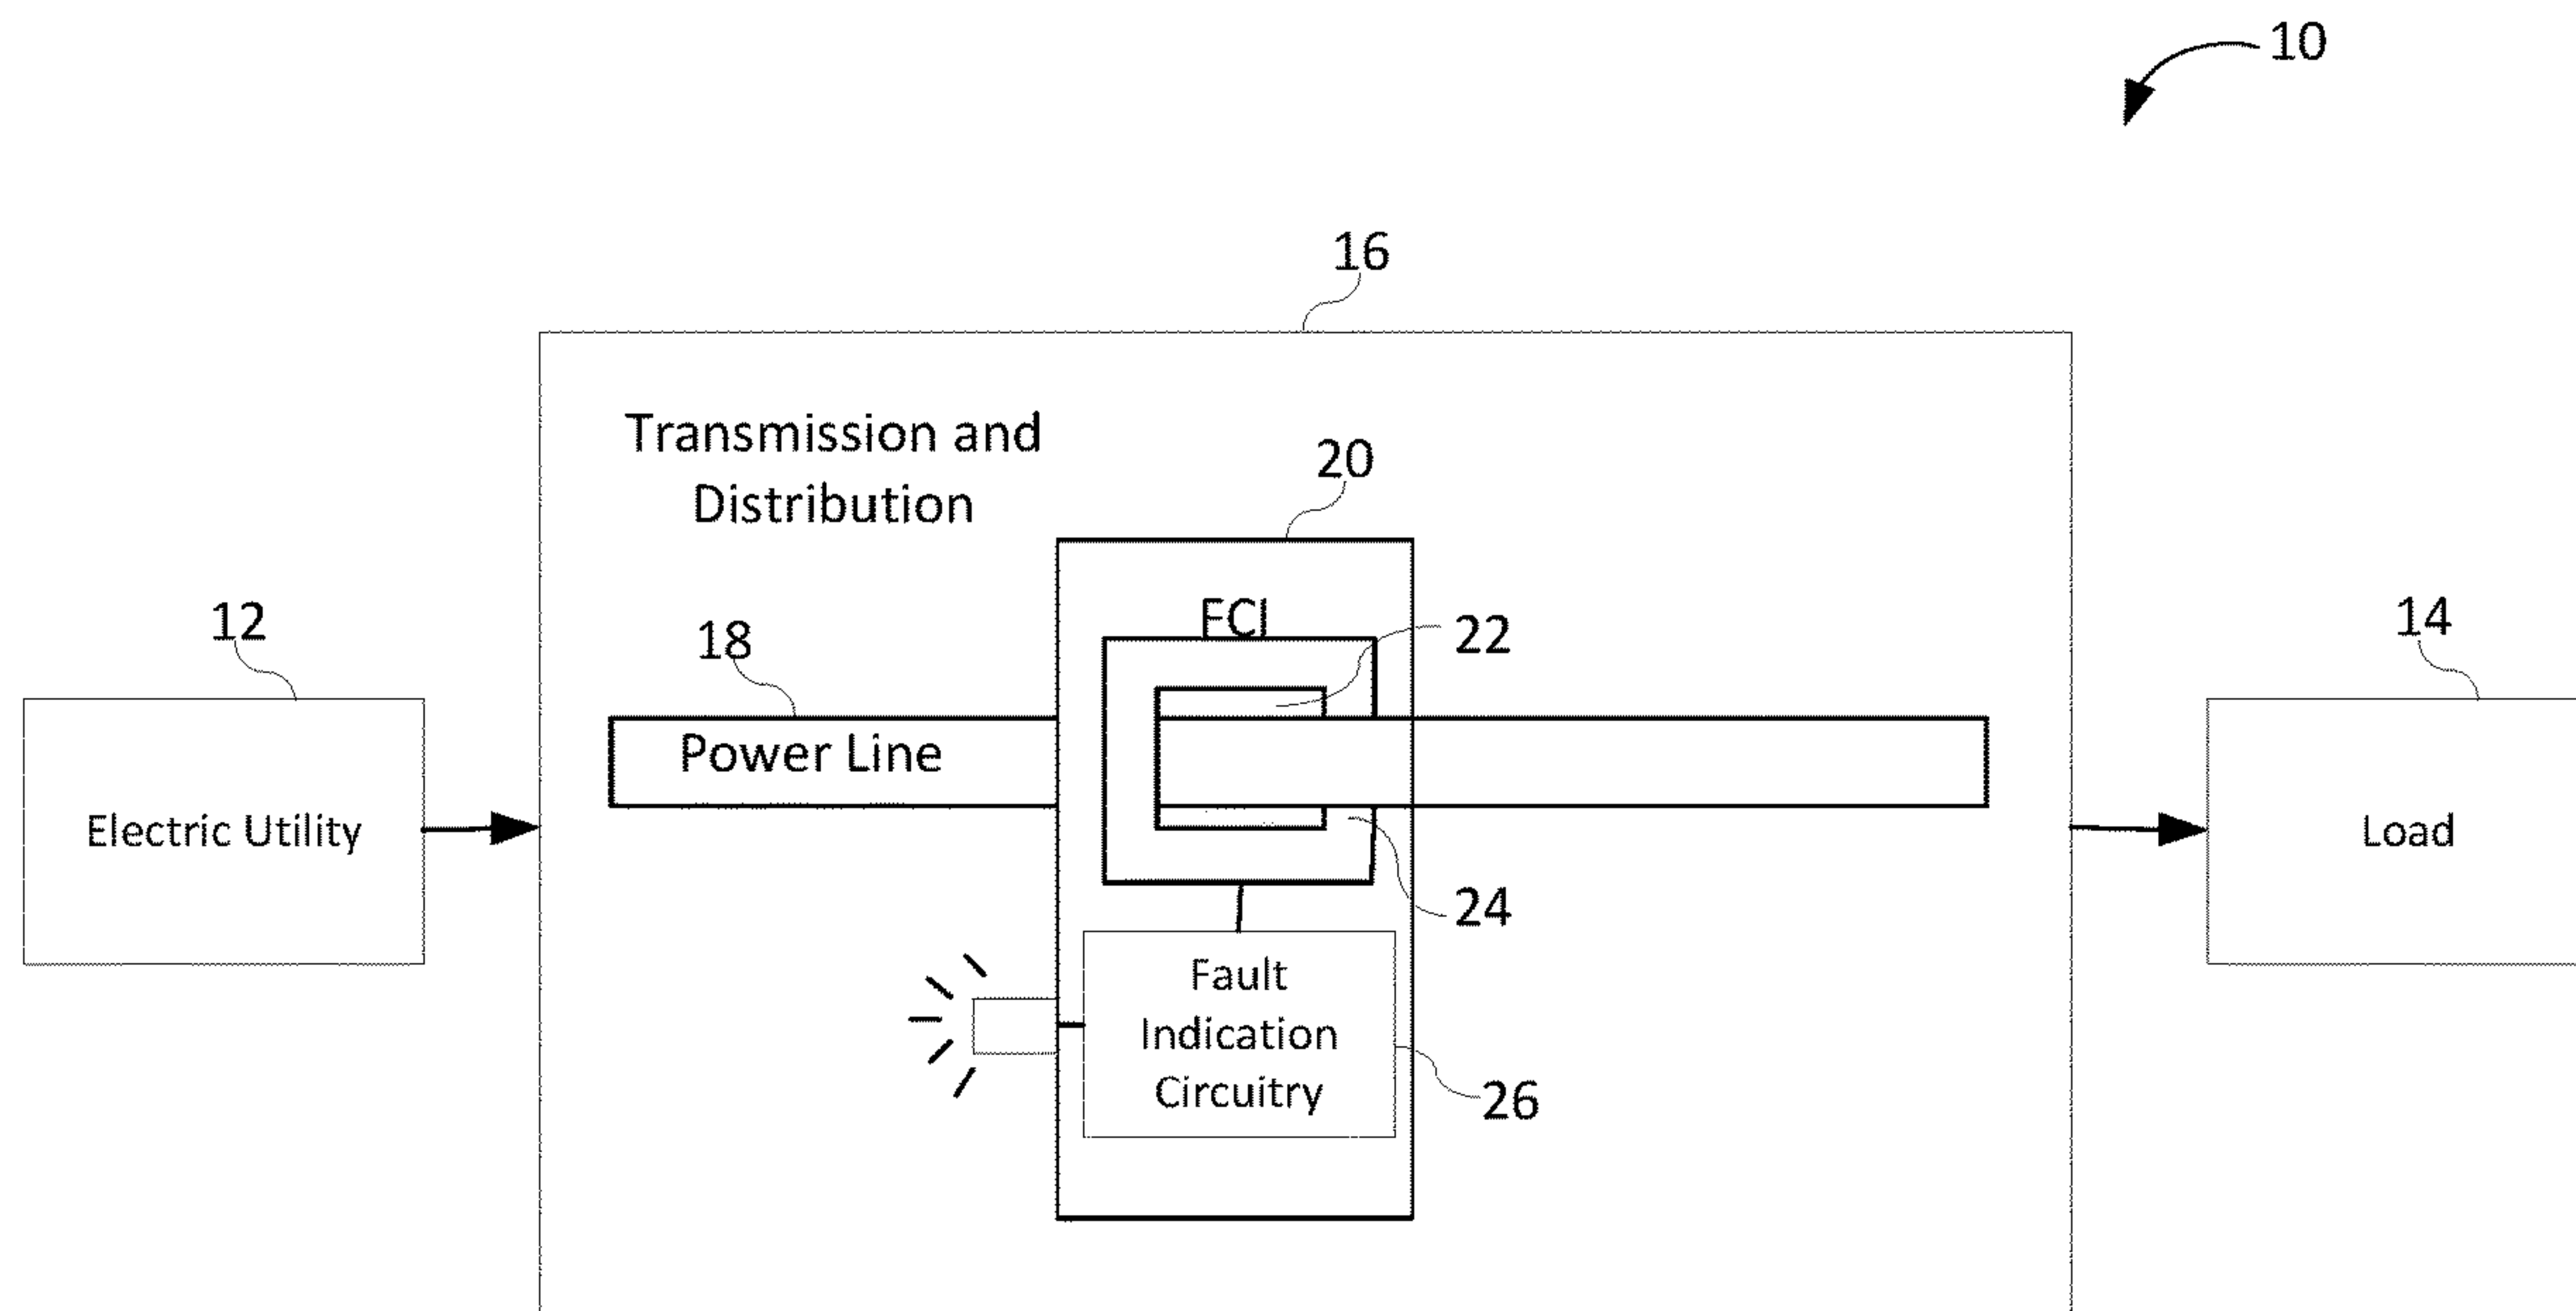 10
16
Transmission and
Distribution
20
12
18
FCI
22
14
Power Line
Electric Utility
Load
24
Fault
Indication
Circuitry
26